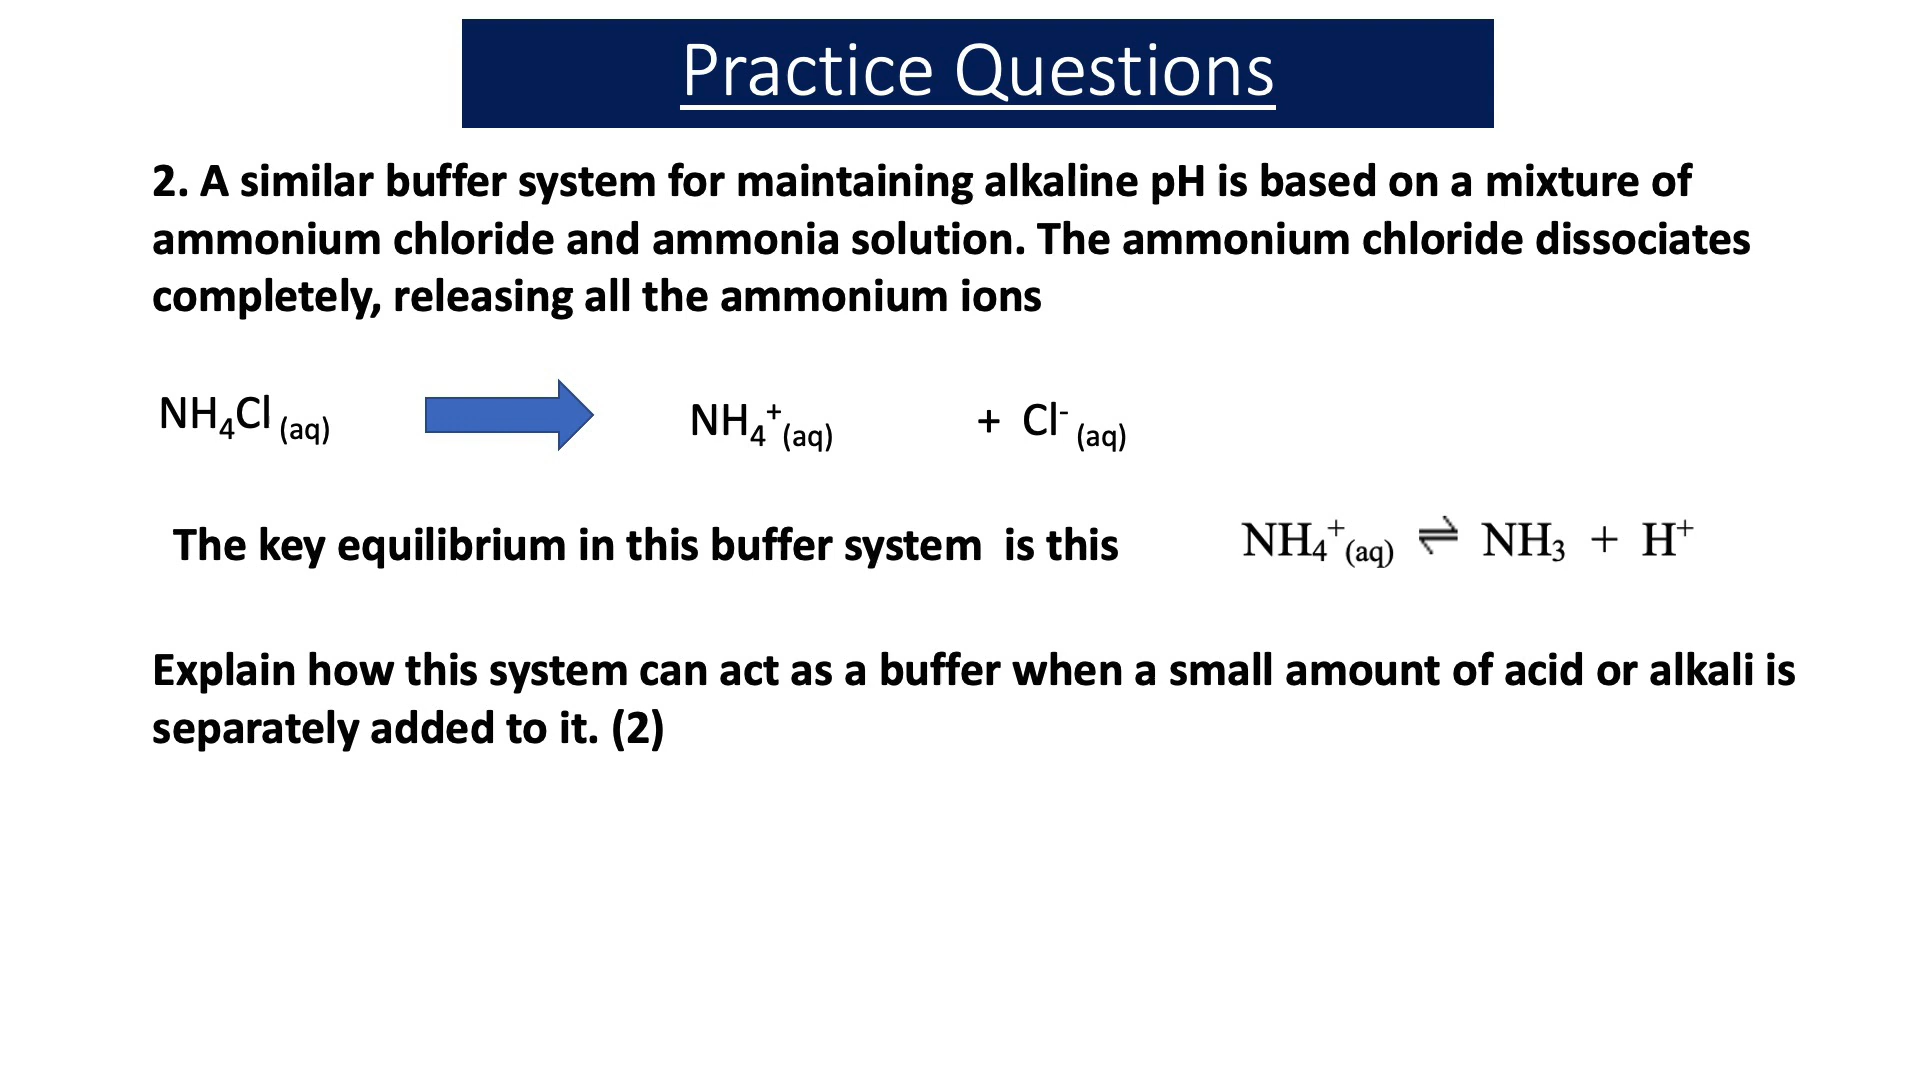 Practice Questions
2. A similar buffer system for maintaining alkaline pH is based on a mixture of
ammonium chloride and ammonia solution. The ammonium chloride dissociates
completely, releasing all the ammonium ions
NH₄Cl (aq) NH₄⁺(aq) + Cl⁻ (aq)
The key equilibrium in this buffer system is this NH₄⁺(aq) ⇌ NH₃ + H⁺
Explain how this system can act as a buffer when a small amount of acid or alkali is
separately added to it. (2)